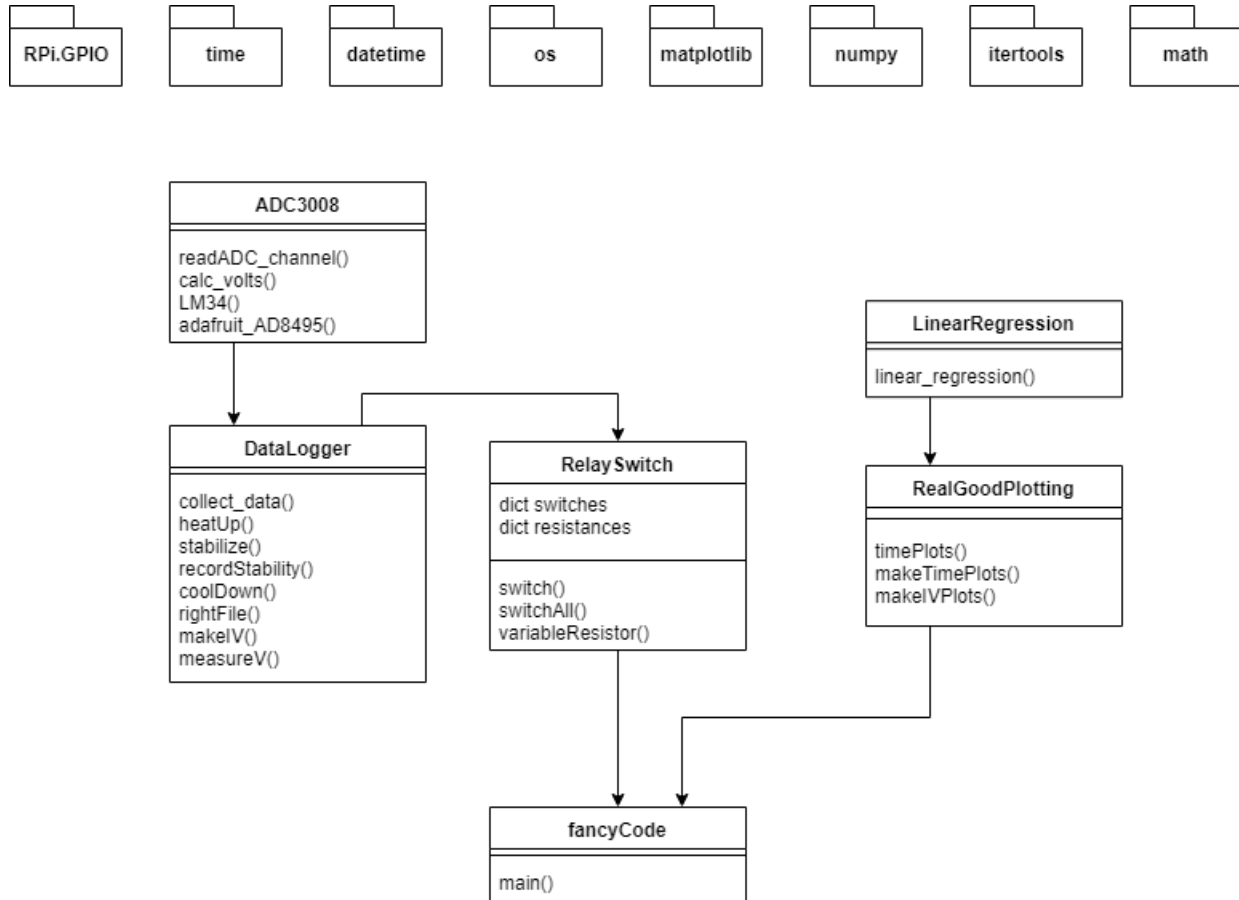 RPi.GPIO
time
datetime
os
matplotlib
numpy
itertools
math
ADC3008
readADC_channel()
calc_volts()
LM34()
adafruit_AD8495()
LinearRegression
linear_regression()
DataLogger
collect_data()
heatUp()
stabilize()
recordStability()
coolDown()
rightFile()
makeIV()
measureV()
RelaySwitch
dict switches
dict resistances
switch()
switchAll()
variableResistor()
RealGoodPlotting
timePlots()
makeTimePlots()
makeIVPlots()
fancyCode
main()